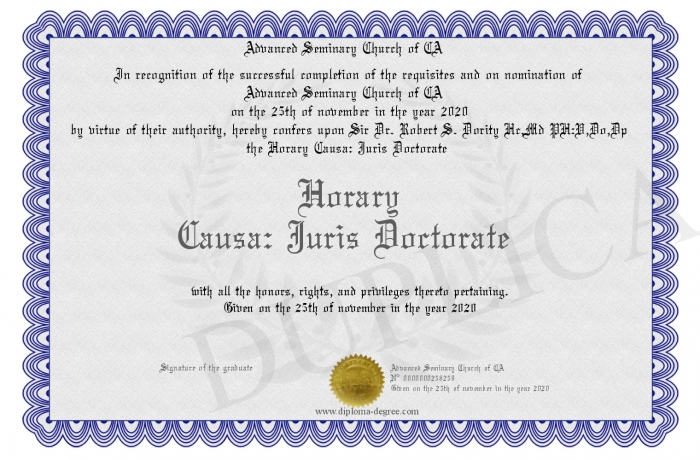 Advanced Seminary Church of CA
In recognition of the successful completion of the requisites and on nomination of
Advanced Seminary Church of CA
on the 25th of november in the year 2020
by virtue of their authority, hereby confers upon Sir Dr. Robert S. Dority Hc,Md PH:D,Do,Dp
the Horary Causa: Juris Doctorate
Horary
Causa: Juris Doctorate
with all the honors, rights, and privileges thereto pertaining.
Given on the 25th of november in the year 2020
Signature of the graduate
Advanced Seminary Church of CA
N° 0000000258259
Given on the 25th of november in the year 2020
www.diploma-degree.com
DUPLICA